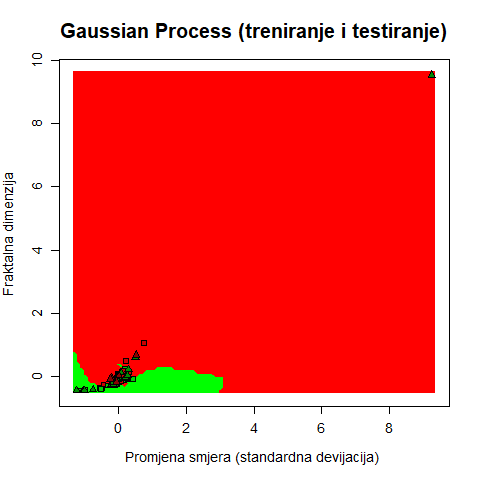 Gaussian Process (treniranje i testiranje)
Fraktalna dimenzija
10
8
6
4
2
0
0 2 4 6 8
Promjena smjera (standardna devijacija)